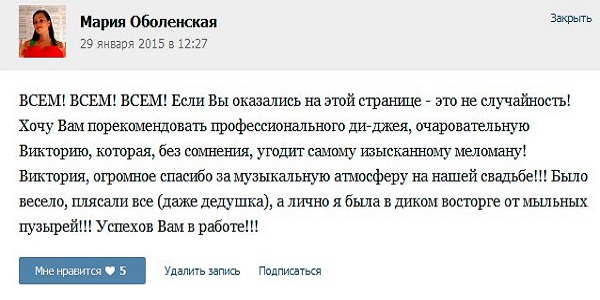 Мария Оболенская
Закрыть
29 января 2015 в 12:27
ВСЕМ! ВСЕМ! ВСЕМ! Если Вы оказались на этой странице - это не случайность!
Хочу Вам порекомендовать профессионального ди-джея, очаровательную
Викторию, которая, без сомнения, угодит самому изысканному меломану!
Виктория, огромное спасибо за музыкальную атмосферу на нашей свадьбе!!! Было
весело, плясали все (даже дедушка), а лично я была в диком восторге от мыльных
пузырей!!! Успехов Вам в работе!!!
Мне нравится 5 Удалить запись Подписаться